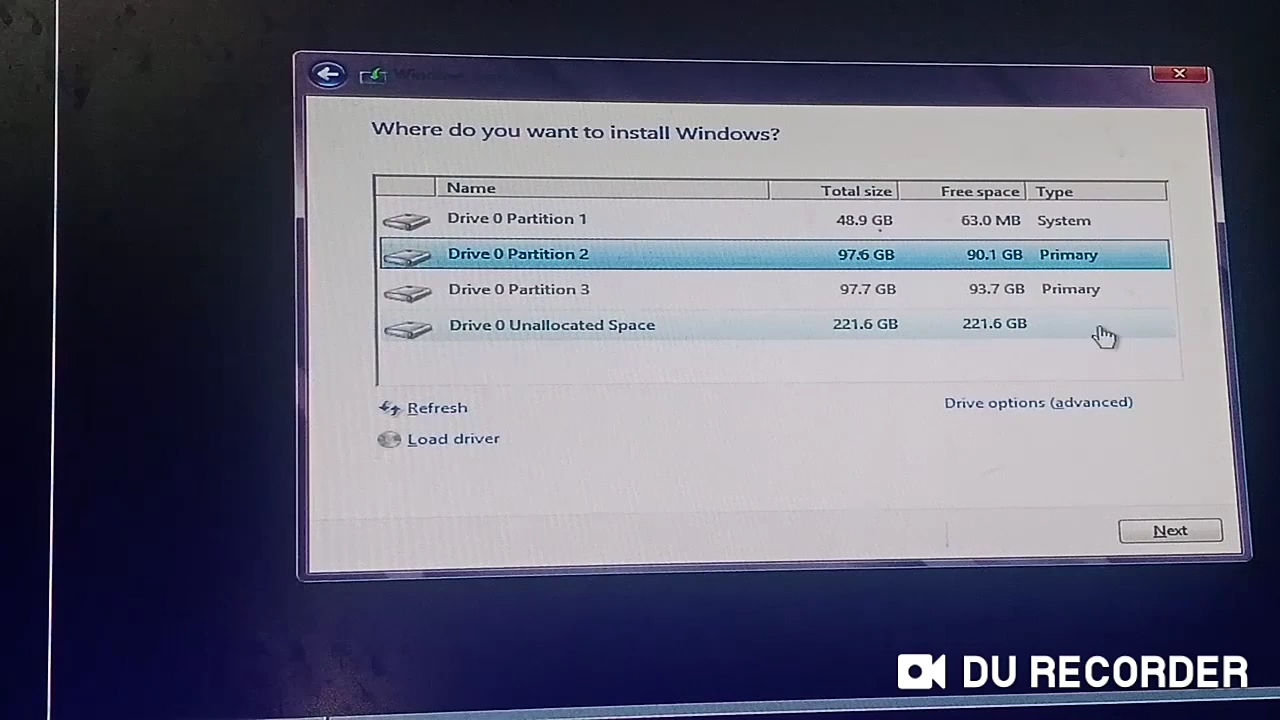 Where do you want to install Windows?
Name Total size Free space Type
Drive 0 Partition 1 48.9 GB 63.0 MB System
Drive 0 Partition 2 97.6 GB 90.1 GB Primary
Drive 0 Partition 3 97.7 GB 93.7 GB Primary
Drive 0 Unallocated Space 221.6 GB 221.6 GB
Refresh Drive options (advanced)
Load driver
Next
DU RECORDER